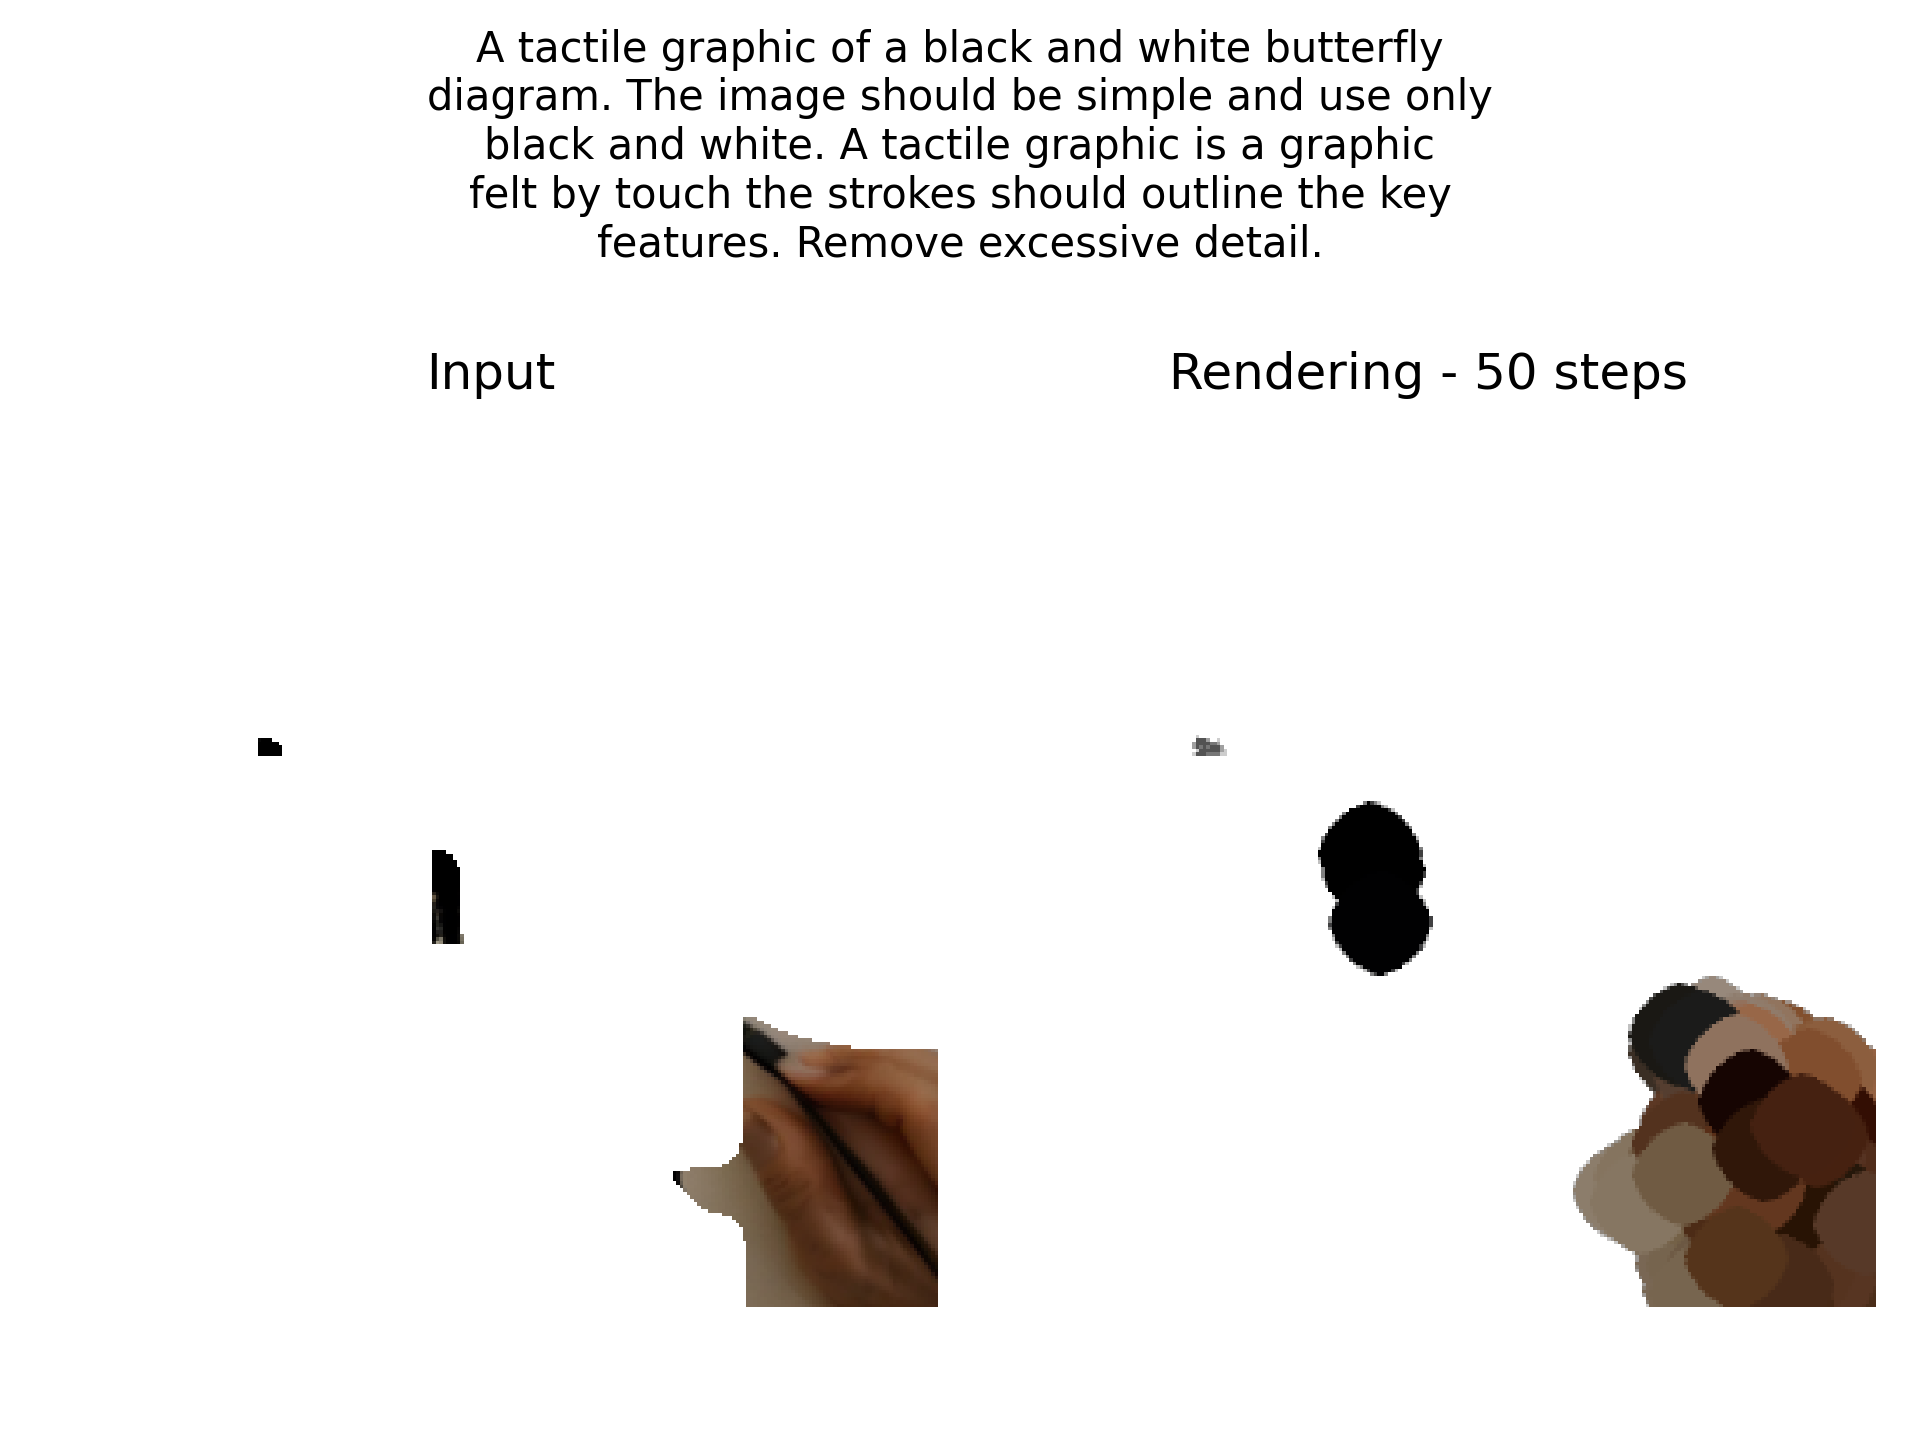 A tactile graphic of a black and white butterfly
diagram. The image should be simple and use only
black and white. A tactile graphic is a graphic
felt by touch the strokes should outline the key
features. Remove excessive detail.
Input
Rendering - 50 steps